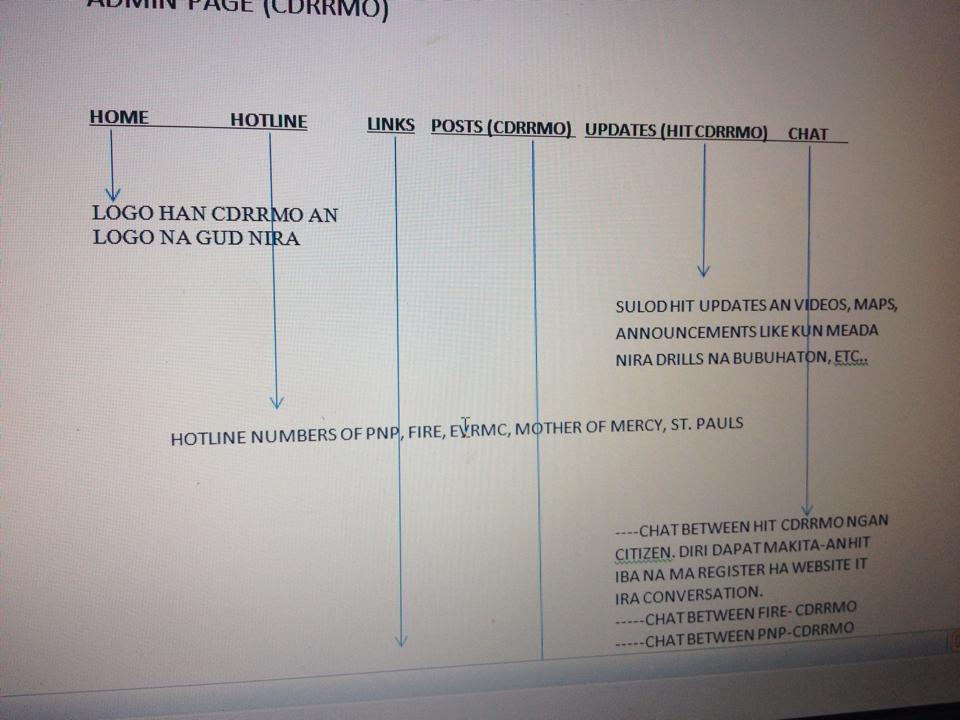 ADMIN PAGE (CDRRMO)
HOME HOTLINE LINKS POSTS (CDRRMO) UPDATES (HIT CDRRMO) CHAT
LOGO HAN CDRRMO AN
LOGO NA GUD NIRA
SULOD HIT UPDATES AN VIDEOS, MAPS,
ANNOUNCEMENTS LIKE KUN MEADA
NIRA DRILLS NA BUBUHATON, ETC..
HOTLINE NUMBERS OF PNP, FIRE, EVRMC, MOTHER OF MERCY, ST. PAULS
----CHAT BETWEEN HIT CDRRMO NGAN
CITIZEN. DIRI DAPAT MAKITA-AN HIT
IBA NA MA REGISTER HA WEBSITE IT
IRA CONVERSATION.
-----CHAT BETWEEN FIRE- CDRRMO
-----CHAT BETWEEN PNP-CDRRMO